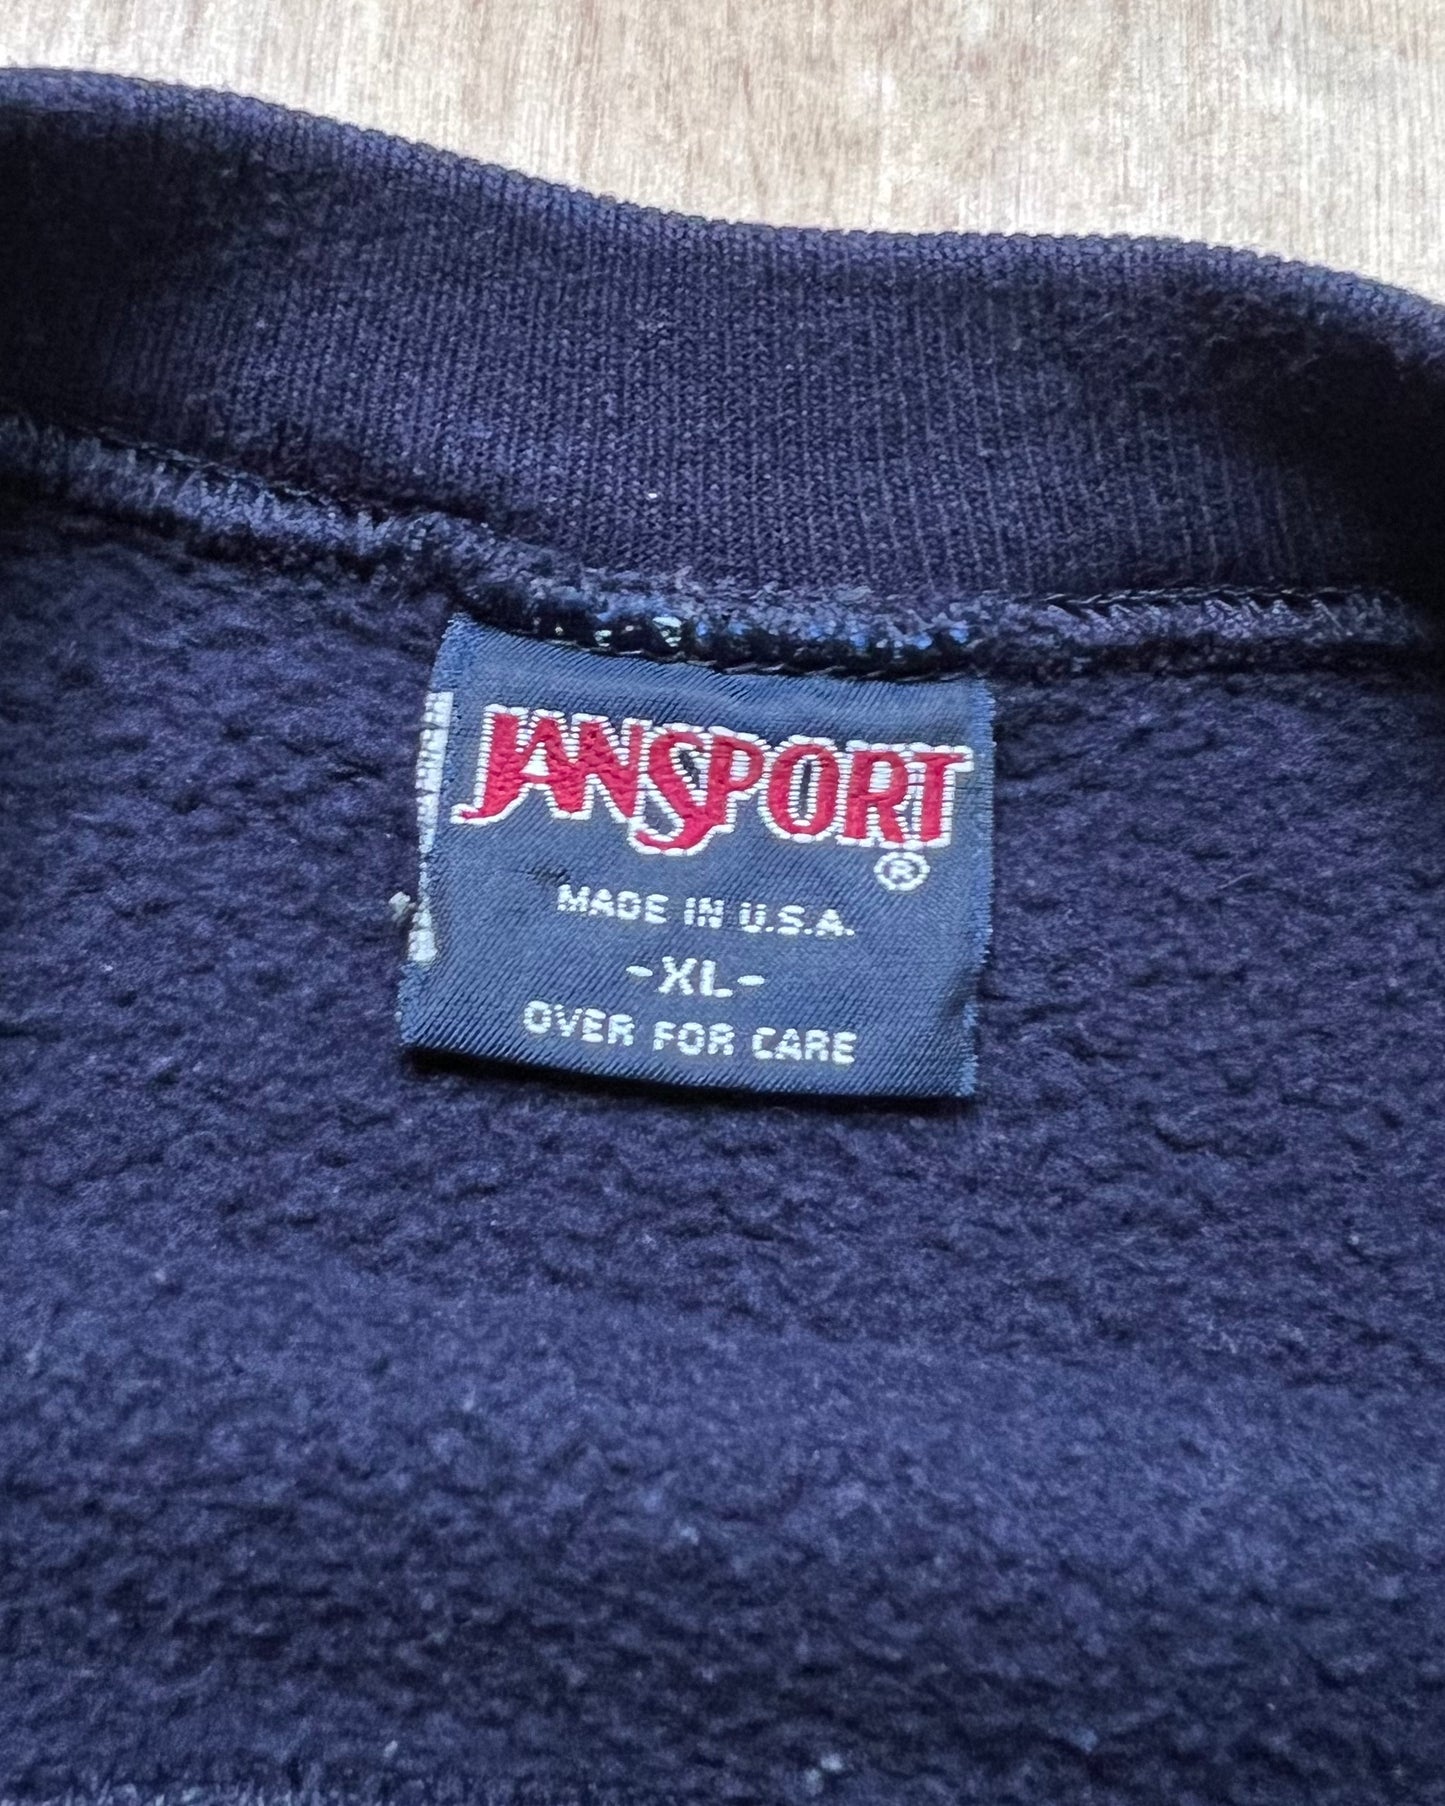 JANSPORT
®
MADE IN U.S.A.
-XL-
OVER FOR CARE